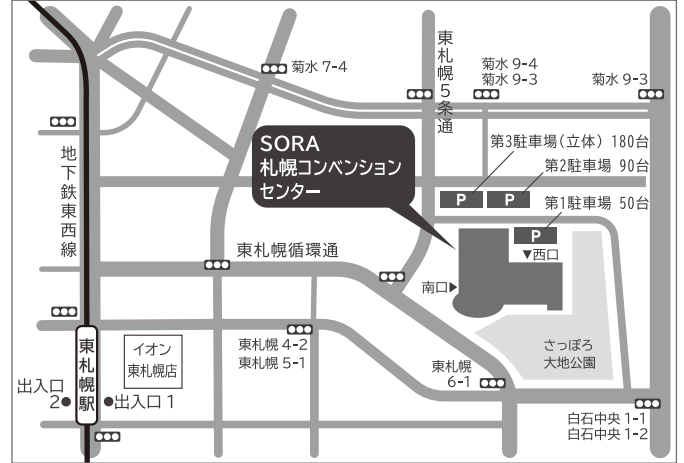 菊水 7-4
東札幌5条通
菊水 9-4
菊水 9-3
菊水 9-3
SORA
札幌コンベンション
センター
第3駐車場(立体) 180台
第2駐車場 90台
第1駐車場 50台
P
P
P
▼西口
南口▶
地下鉄東西線
東札幌循環通
さっぽろ
大地公園
イオン
東札幌店
東札幌 4-2
東札幌 5-1
東札幌
6-1
東札幌駅
出入口
2●
●出入口 1
白石中央 1-1
白石中央 1-2